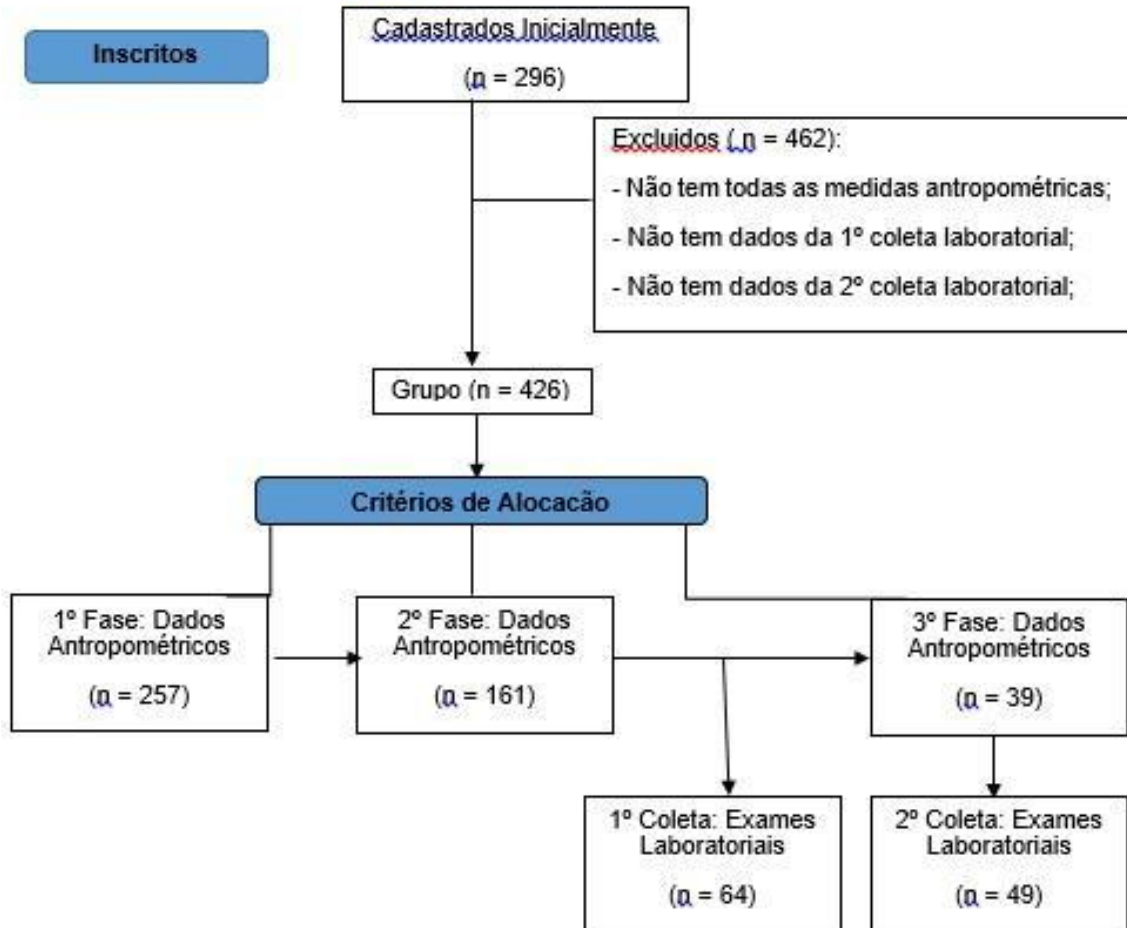 Inscritos
Cadastrados Inicialmente
(n = 296)
Excluidos ( n = 462):
- Não tem todas as medidas antropométricas;
- Não tem dados da 1º coleta laboratorial;
- Não tem dados da 2º coleta laboratorial;
Grupo (n = 426)
Critérios de Alocacão
1º Fase: Dados
Antropométricos
(n = 257)
2º Fase: Dados
Antropométricos
(n = 161)
3º Fase: Dados
Antropométricos
(n = 39)
1º Coleta: Exames
Laboratoriais
(n = 64)
2º Coleta: Exames
Laboratoriais
(n = 49)